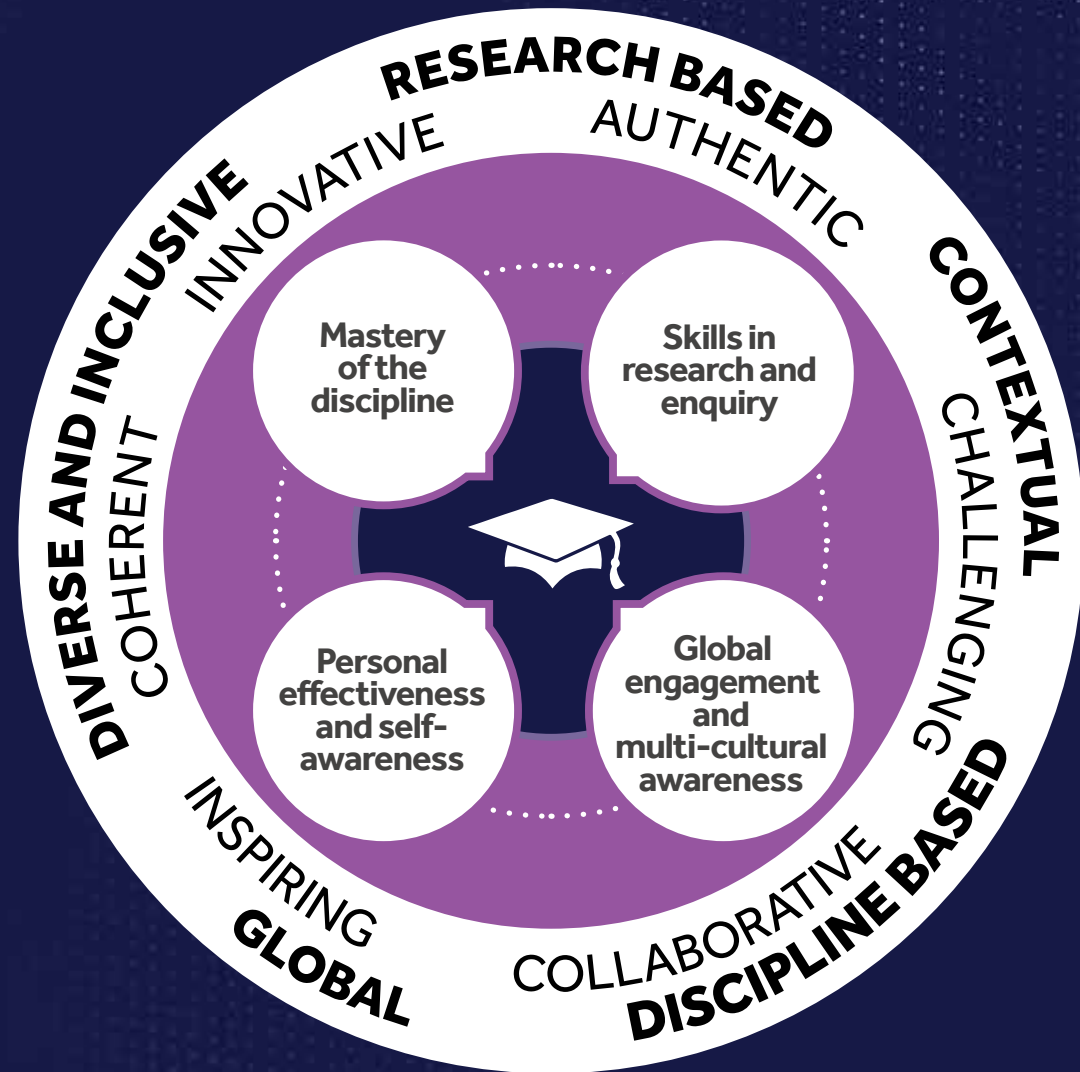 RESEARCH BASED
CONTEXTUAL
DISCIPLINE BASED
GLOBAL
DIVERSE AND INCLUSIVE
INNOVATIVE
AUTHENTIC
CHALLENGING
COLLABORATIVE
INSPIRING
COHERENT
Mastery
of the
discipline
Skills in
research and
enquiry
Personal
effectiveness
and self-
awareness
Global
engagement
and
multi-cultural
awareness